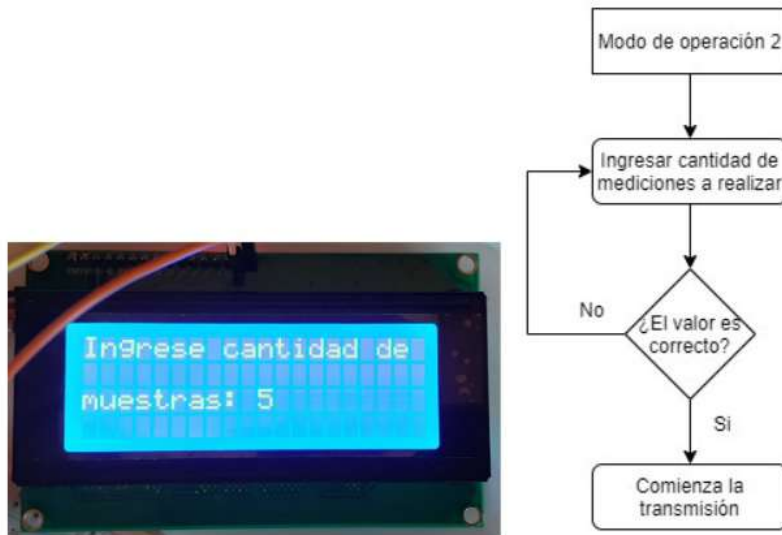 Modo de operación 2
Ingresar cantidad de
mediciones a realizar
No
¿El valor es
correcto?
Si
Comienza la
transmisión
Ingrese cantidad de
muestras: 5